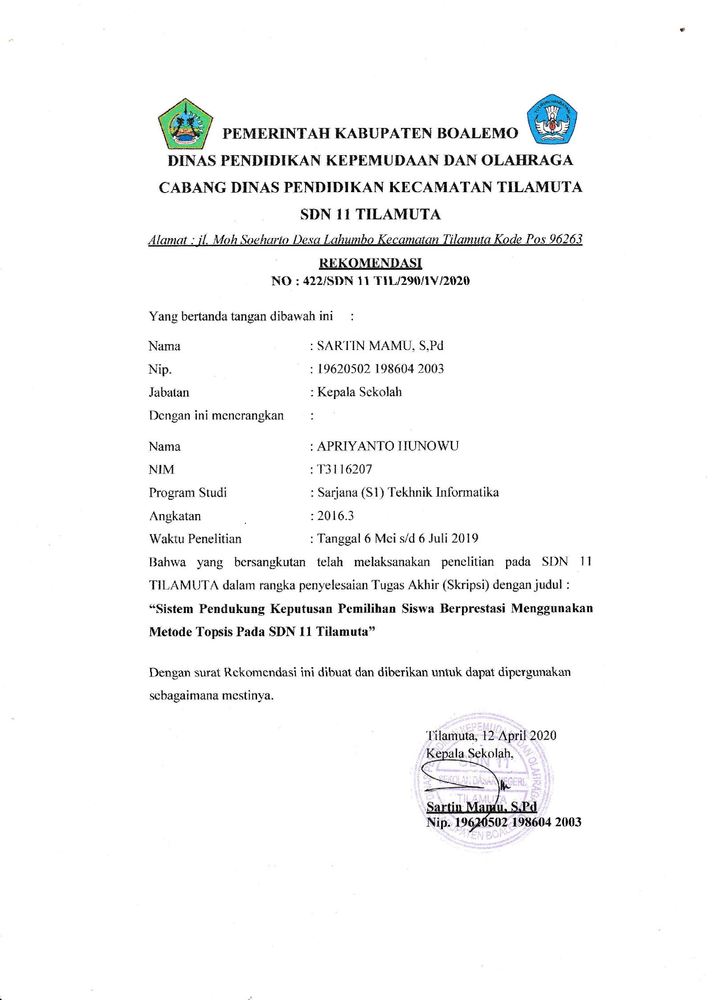 TUT WURI HANDAYANI
PEMERINTAH KABUPATEN BOALEMO
DINAS PENDIDIKAN KEPEMUDAAN DAN OLAHRAGA
CABANG DINAS PENDIDIKAN KECAMATAN TILAMUTA
SDN 11 TILAMUTA
Alamat : jl. Moh Soeharto Desa Lahumbo Kecamatan Tilamuta Kode Pos 96263
REKOMENDASI
NO : 422/SDN 11 TIL/290/IV/2020
Yang bertanda tangan dibawah ini :
Nama : SARTIN MAMU, S,Pd
Nip. : 19620502 198604 2003
Jabatan : Kepala Sekolah
Dengan ini menerangkan :
Nama : APRIYANTO HUNOWU
NIM : T3116207
Program Studi : Sarjana (S1) Tekhnik Informatika
Angkatan : 2016.3
Waktu Penelitian : Tanggal 6 Mei s/d 6 Juli 2019
Bahwa yang bersangkutan telah melaksanakan penelitian pada SDN 11
TILAMUTA dalam rangka penyelesaian Tugas Akhir (Skripsi) dengan judul :
“Sistem Pendukung Keputusan Pemilihan Siswa Berprestasi Menggunakan
Metode Topsis Pada SDN 11 Tilamuta”
Dengan surat Rekomendasi ini dibuat dan diberikan untuk dapat dipergunakan
sebagaimana mestinya.
Tilamuta, 12 April 2020
Kepala Sekolah,
DINAS PENDIDIKAN KEPEMUDAAN DAN OLAHRAGA
SDN 11
SEKOLAH DASAR NEGERI
TILAMUTA
KABUPATEN BOALEMO
Sartin Mamu, S.Pd
Nip. 19620502 198604 2003